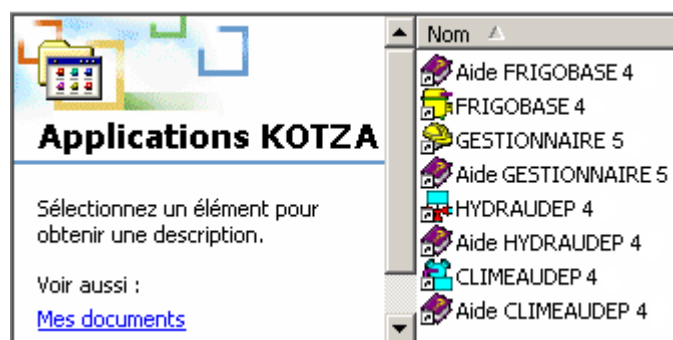 Applications KOTZA
Sélectionnez un élément pour
obtenir une description.
Voir aussi :
Mes documents
Nom
Aide FRIGOBASE 4
FRIGOBASE 4
GESTIONNAIRE 5
Aide GESTIONNAIRE 5
HYDRAUDEP 4
Aide HYDRAUDEP 4
CLIMEAUDEP 4
Aide CLIMEAUDEP 4